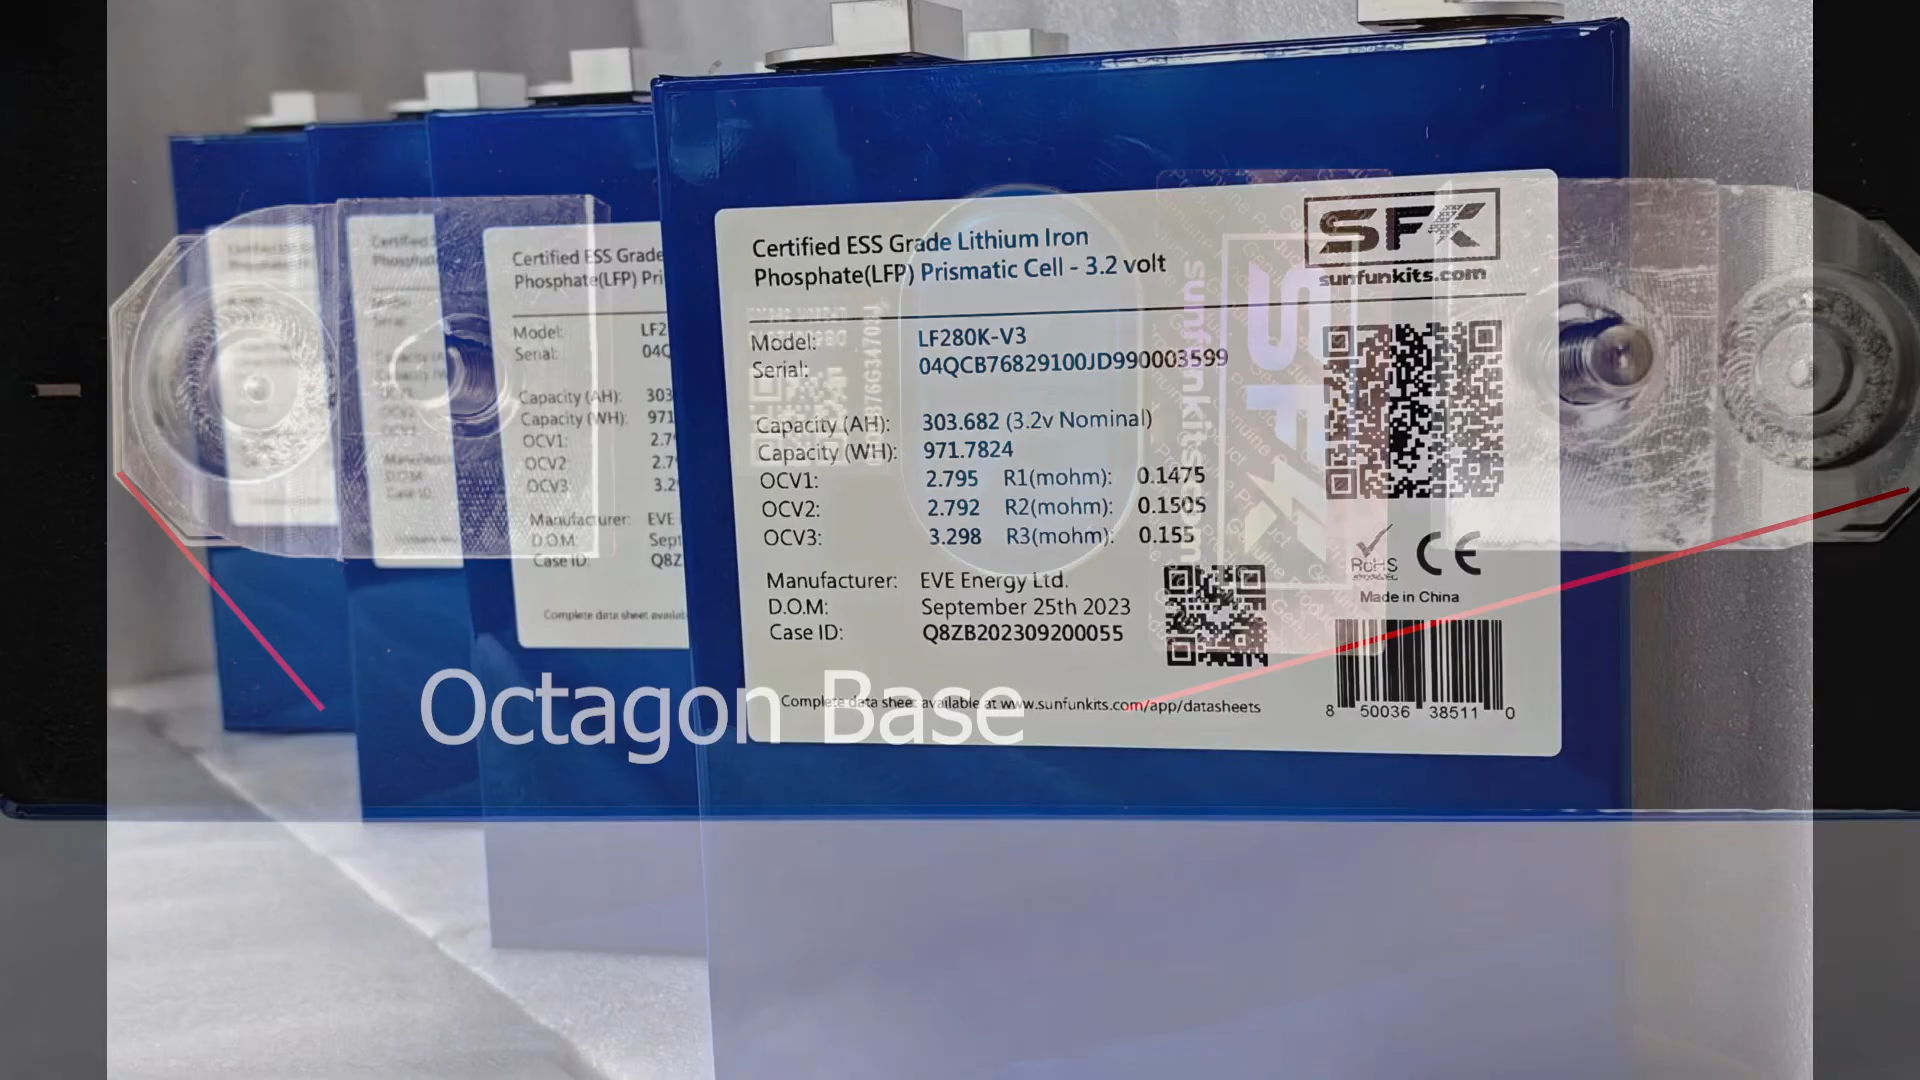 Certified ESS Grade Lithium Iron
Phosphate(LFP) Prismatic Cell - 3.2 volt
SFK
sunfunkits.com
Model: LF280K-V3
Serial: 04QCB76829100JD990003599
Capacity (AH): 303.682 (3.2v Nominal)
Capacity (WH): 971.7824
OCV1: 2.795 R1(mohm): 0.1475
OCV2: 2.792 R2(mohm): 0.1505
OCV3: 3.298 R3(mohm): 0.155
Manufacturer: EVE Energy Ltd.
D.O.M: September 25th 2023
Case ID: Q8ZB202309200055
Complete data sheet available at www.sunfunkits.com/app/datasheets
RoHS
CE
Made in China
8 50036 38511 0
Octagon Base
Certified ESS Grade
Phosphate(LFP) Pri
Model: LF2
Serial: 04Q
Capacity (AH): 303
Capacity (WH): 971
OCV1: 2.7
OCV2: 2.7
OCV3: 3.2
Manufacturer: EVE
D.O.M: Sept
Case ID: Q8Z
Complete data sheet availab
sunfunkits.com
SFK